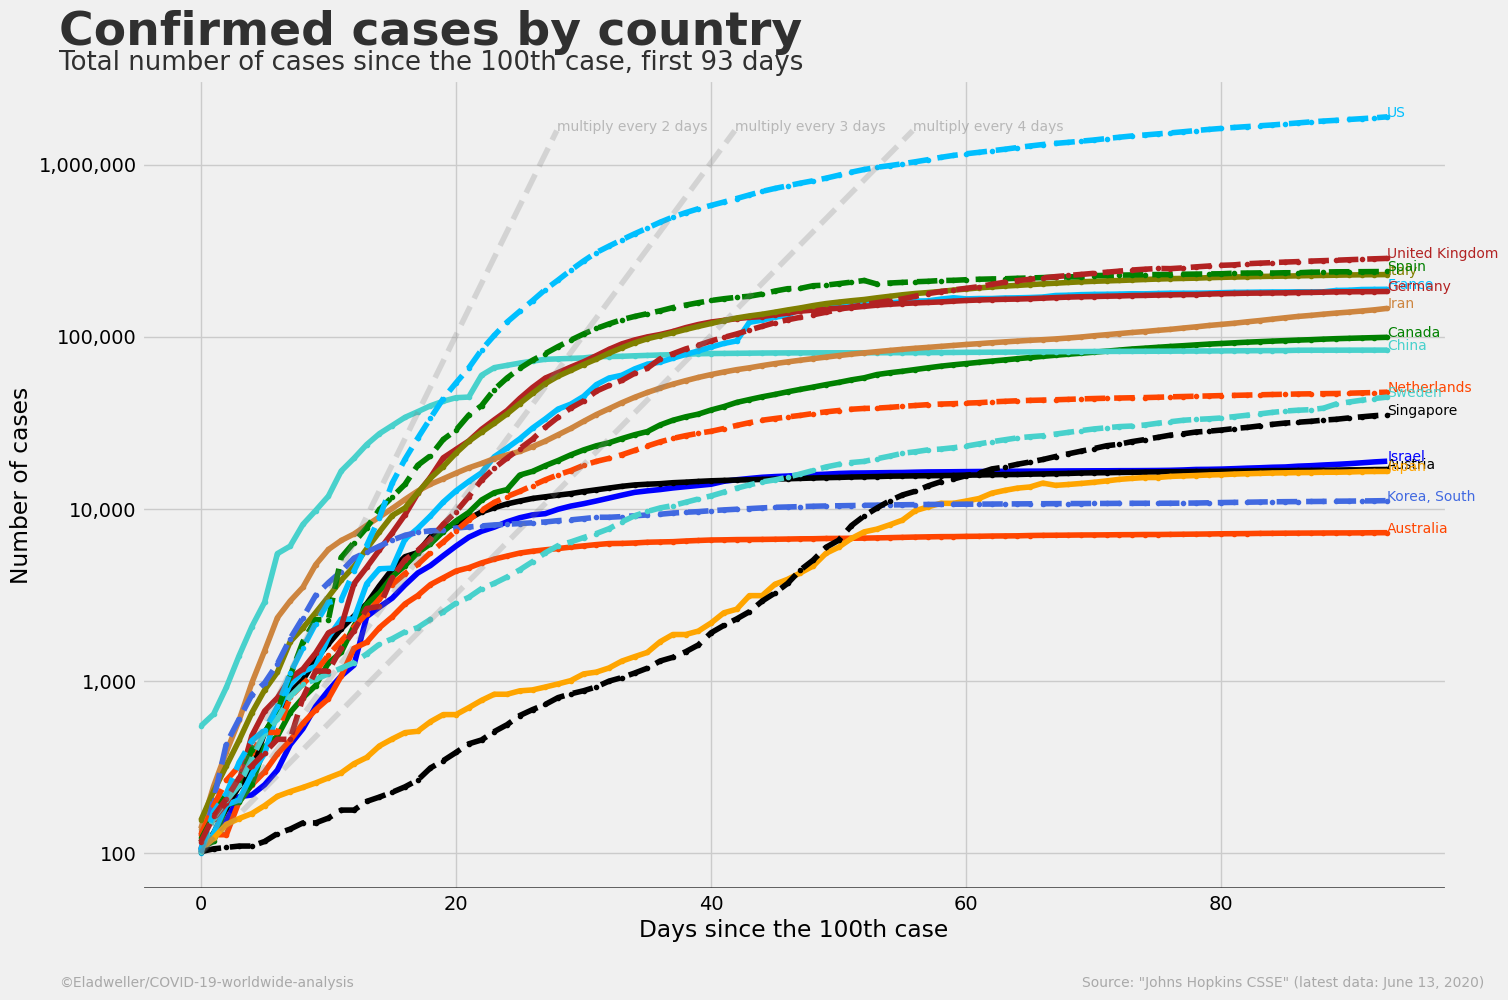 Confirmed cases by country
Total number of cases since the 100th case, first 93 days
US
multiply every 2 days
multiply every 3 days
multiply every 4 days
1,000,000
United Kingdom
Spain
Italy
France
Germany
Iran
100,000
Canada
China
Netherlands
Sweden
Singapore
Number of cases
Israel
Austria
Japan
10,000
Korea, South
Australia
1,000
100
0
20
40
60
80
Days since the 100th case
©Eladweller/COVID-19-worldwide-analysis
Source: "Johns Hopkins CSSE" (latest data: June 13, 2020)